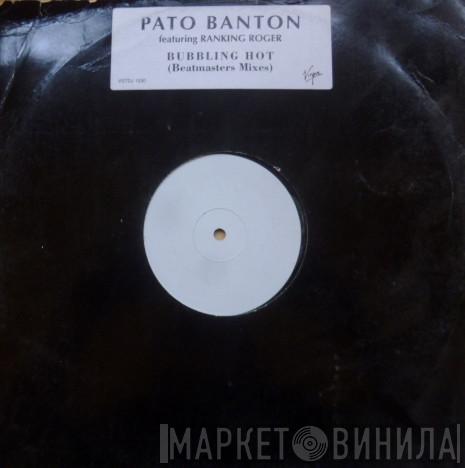 PATO BANTON
featuring RANKING ROGER
BUBBLING HOT
(Beatmasters Mixes)
Virgin
МАРКЕТ ВИНИЛА